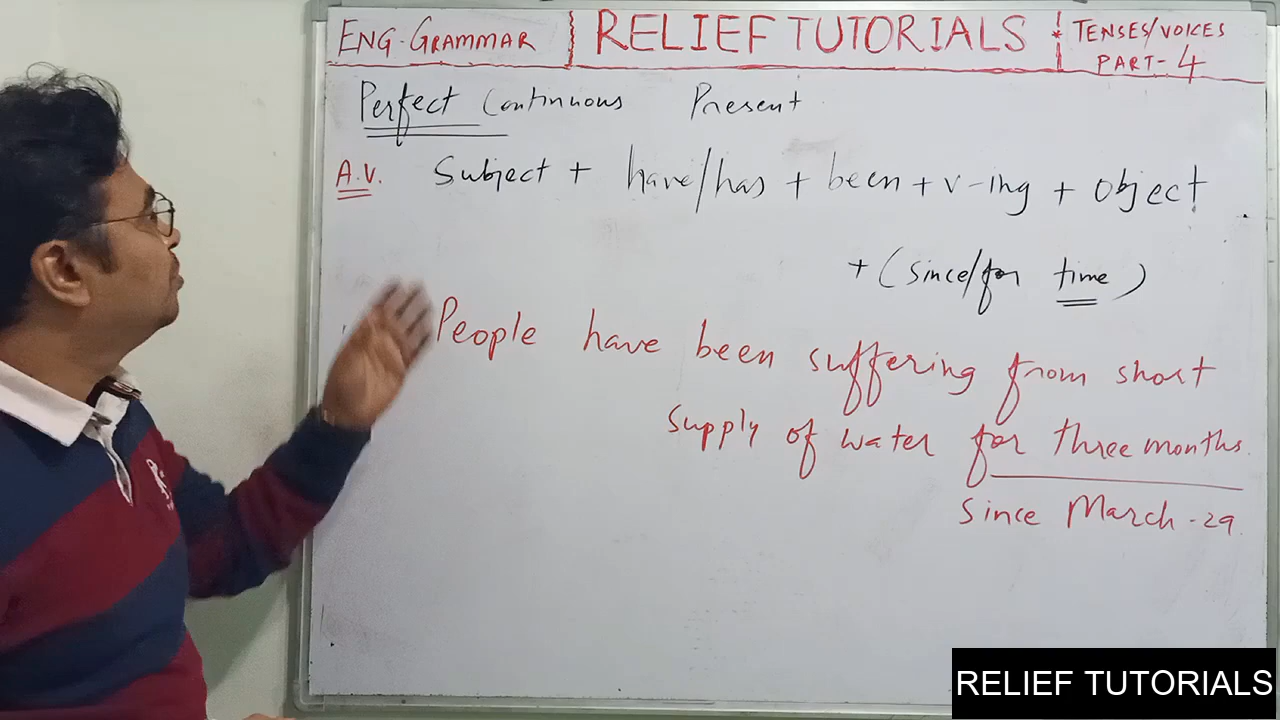 ENG-GRAMMAR
RELIEF TUTORIALS
TENSES/VOICES
PART-4
Perfect Continuous Present
A.V. Subject + have/has + been + v-ing + object
+ (since/for time)
People have been suffering from short
supply of water for three months.
since March-29.
RELIEF TUTORIALS